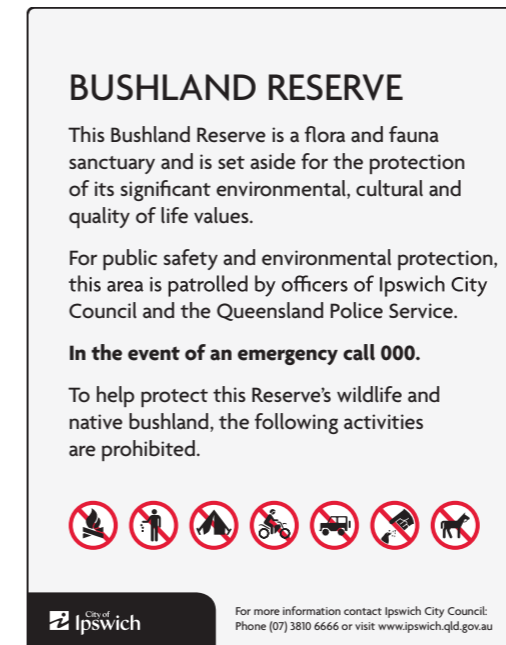 BUSHLAND RESERVE
This Bushland Reserve is a flora and fauna
sanctuary and is set aside for the protection
of its significant environmental, cultural and
quality of life values.
For public safety and environmental protection,
this area is patrolled by officers of Ipswich City
Council and the Queensland Police Service.
In the event of an emergency call 000.
To help protect this Reserve’s wildlife and
native bushland, the following activities
are prohibited.
City of
Ipswich
For more information contact Ipswich City Council:
Phone (07) 3810 6666 or visit www.ipswich.qld.gov.au